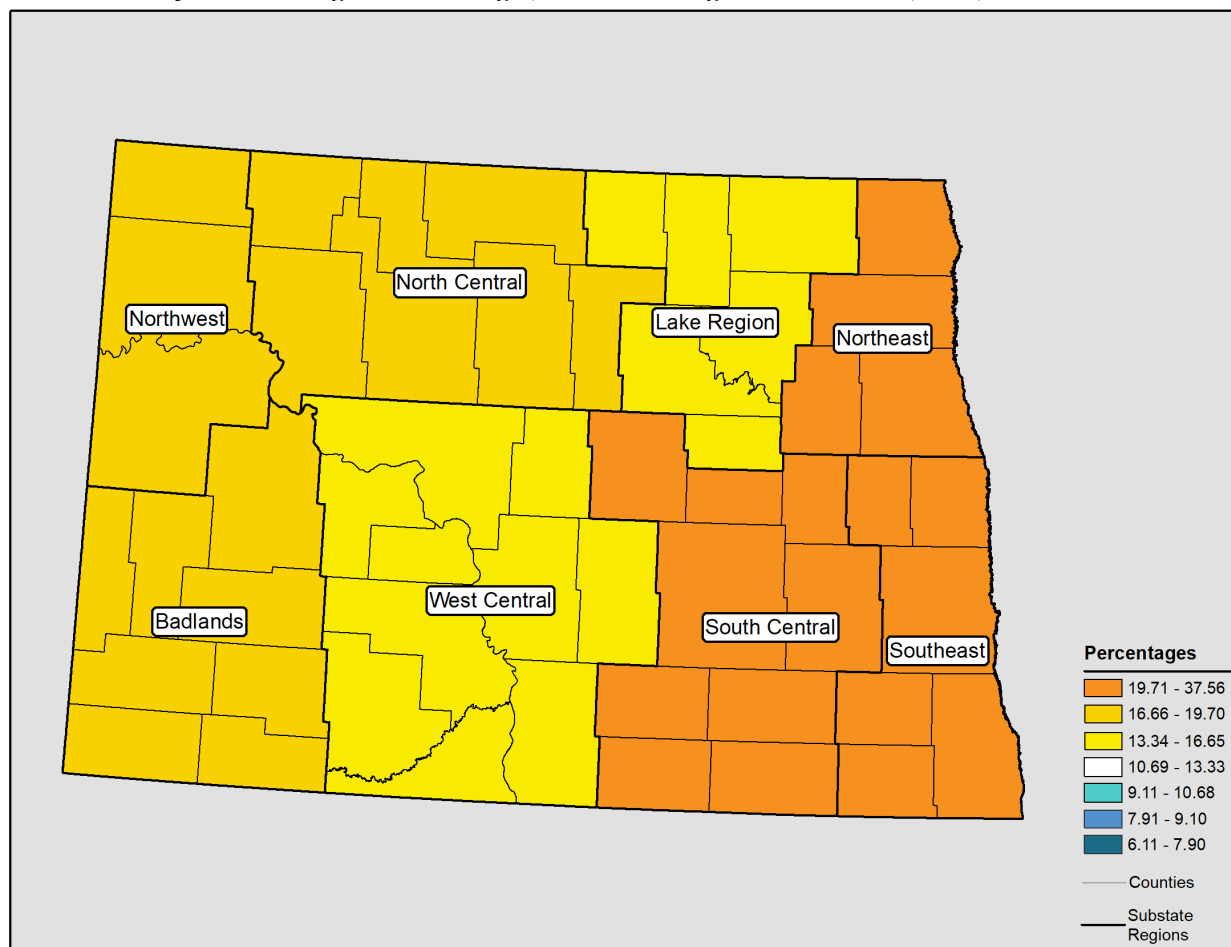 North Central
Northwest
Lake Region
Northeast
West Central
Badlands
South Central
Southeast
Percentages
19.71 - 37.56
16.66 - 19.70
13.34 - 16.65
10.69 - 13.33
9.11 - 10.68
7.91 - 9.10
6.11 - 7.90
Counties
Substate
Regions